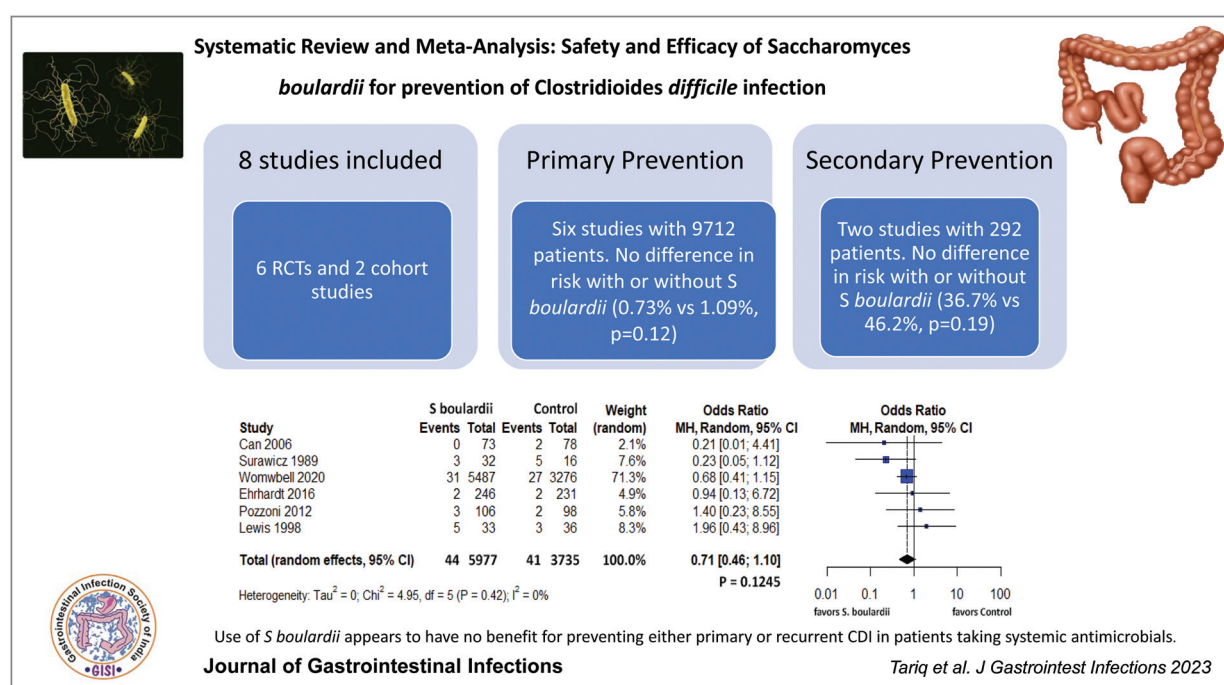 Systematic Review and Meta-Analysis: Safety and Efficacy of Saccharomyces
boulardii for prevention of Clostridioides difficile infection
8 studies included
6 RCTs and 2 cohort
studies
Primary Prevention
Six studies with 9712
patients. No difference in
risk with or without S
boulardii (0.73% vs 1.09%,
p=0.12)
Secondary Prevention
Two studies with 292
patients. No difference
in risk with or without
S boulardii (36.7% vs
46.2%, p=0.19)
S boulardii Control Weight Odds Ratio Odds Ratio
Study Events Total Events Total (random) MH, Random, 95% CI MH, Random, 95% CI
Can 2006 0 73 2 78 2.1% 0.21 [0.01; 4.41]
Surawicz 1989 3 32 5 16 7.6% 0.23 [0.05; 1.12]
Womwbell 2020 31 5487 27 3276 71.3% 0.68 [0.41; 1.15]
Ehrhardt 2016 2 246 2 231 4.9% 0.94 [0.13; 6.72]
Pozzoni 2012 3 106 2 98 5.8% 1.40 [0.23; 8.55]
Lewis 1998 5 33 3 36 8.3% 1.96 [0.43; 8.96]
Total (random effects, 95% CI) 44 5977 41 3735 100.0% 0.71 [0.46; 1.10]
P = 0.1245
Heterogeneity: Tau² = 0; Chi² = 4.95, df = 5 (P = 0.42); I² = 0%
0.01 0.1 1 10 100
favors S. boulardii favors Control
Use of S boulardii appears to have no benefit for preventing either primary or recurrent CDI in patients taking systemic antimicrobials.
Gastrointestinal Infection Society of India
•GISI•
Journal of Gastrointestinal Infections
Tariq et al. J Gastrointest Infections 2023